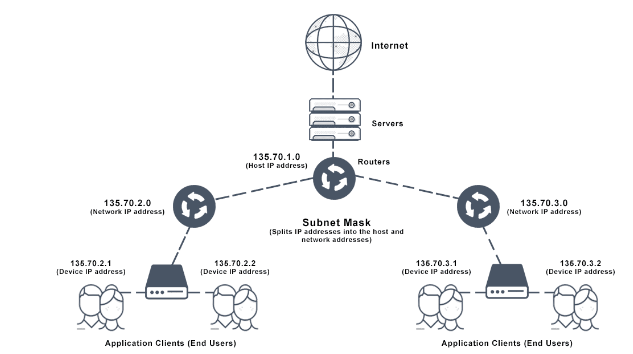 Internet
Servers
135.70.1.0
(Host IP address)
Routers
135.70.2.0
(Network IP address)
135.70.3.0
(Network IP address)
Subnet Mask
(Splits IP addresses into the host and
network addresses)
135.70.2.1
(Device IP address)
135.70.2.2
(Device IP address)
135.70.3.1
(Device IP address)
135.70.3.2
(Device IP address)
Application Clients (End Users)
Application Clients (End Users)